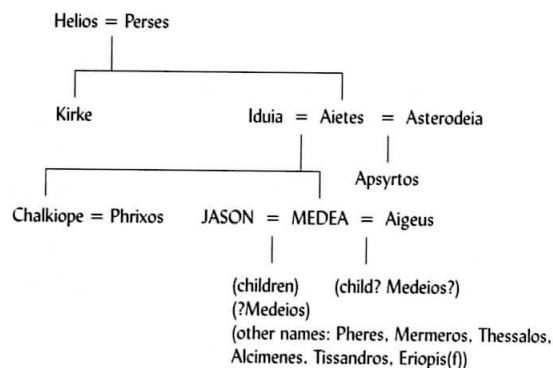 Helios = Perses
Kirke
Iduia = Aietes = Asterodeia
Apsyrtos
Chalkiope = Phrixos JASON = MEDEA = Aigeus
(children) (child? Medeios?)
(?Medeios)
(other names: Pheres, Mermeros, Thessalos,
Alcimenes, Tissandros, Eriopis(f))